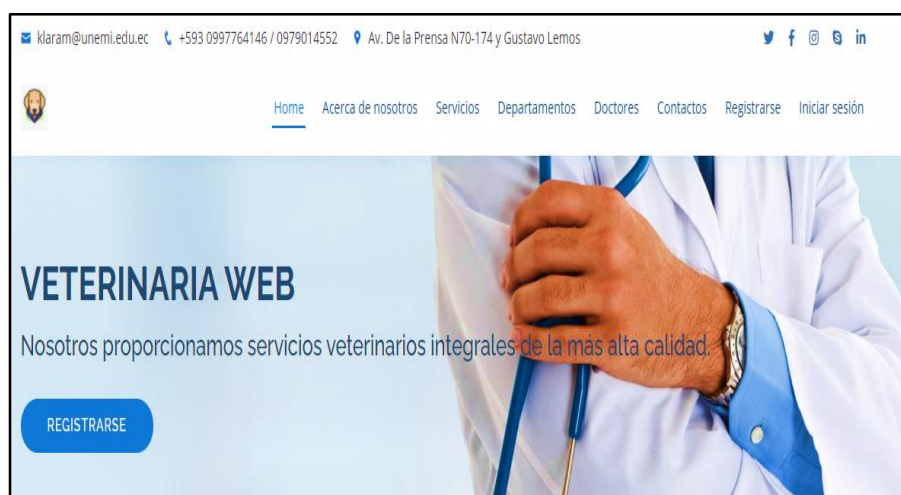 klaram@unemi.edu.ec +593 0997764146 / 0979014552 Av. De la Prensa N70-174 y Gustavo Lemos
Home Acerca de nosotros Servicios Departamentos Doctores Contactos Registrarse Iniciar sesión
VETERINARIA WEB
Nosotros proporcionamos servicios veterinarios integrales de la más alta calidad.
REGISTRARSE